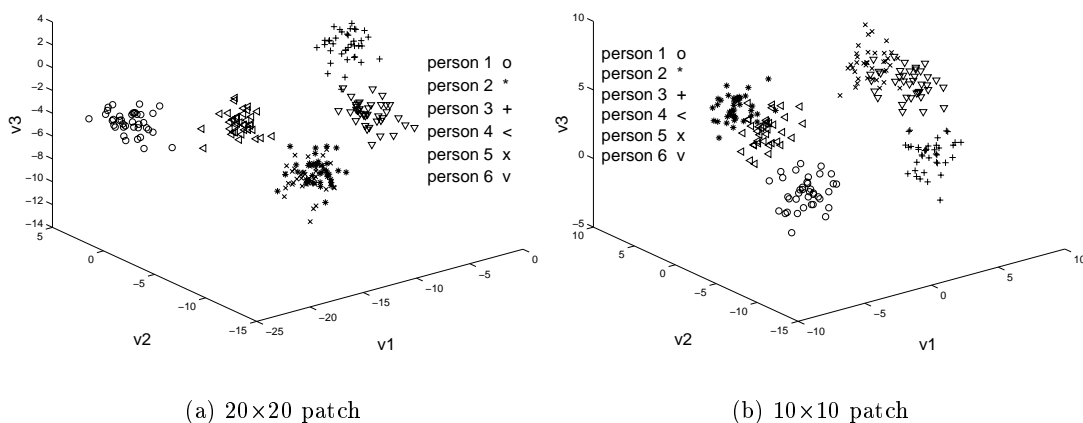 4
2
0
−2
−4
−6
−8
−10
−12
−14
v3
5
0
−5
−10
−15
v2
−25
−20
−15
−10
−5
0
v1
person 1 o
person 2 *
person 3 +
person 4 <
person 5 x
person 6 v
(a) 20×20 patch
10
5
0
−5
v3
10
5
0
−5
−10
−15
v2
−10
−5
0
5
10
v1
person 1 o
person 2 *
person 3 +
person 4 <
person 5 x
person 6 v
(b) 10×10 patch